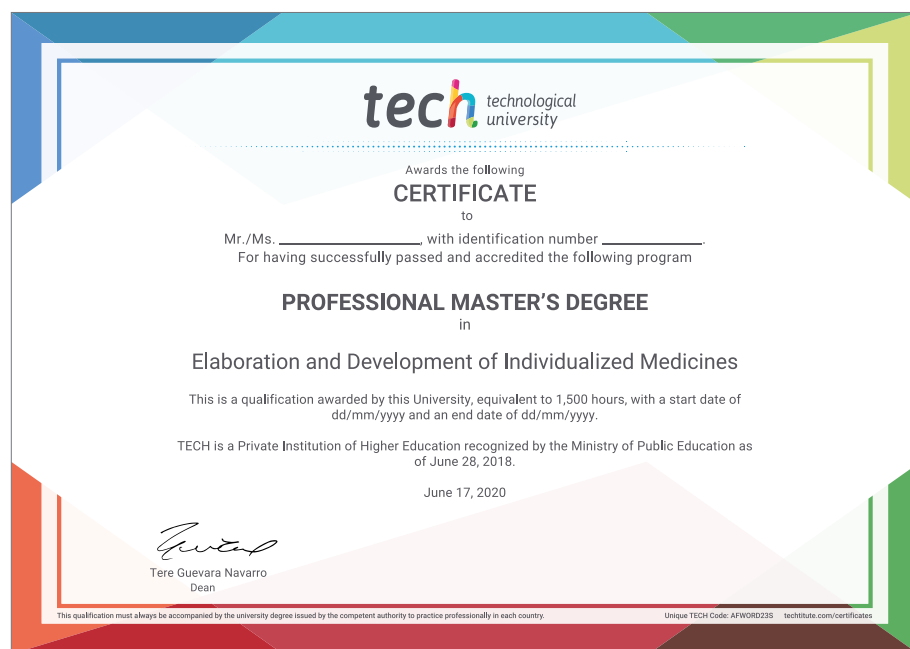 tech technological
university
Awards the following
CERTIFICATE
to
Mr./Ms. ____________________, with identification number ______________.
For having successfully passed and accredited the following program
PROFESSIONAL MASTER'S DEGREE
in
Elaboration and Development of Individualized Medicines
This is a qualification awarded by this University, equivalent to 1,500 hours, with a start date of
dd/mm/yyyy and an end date of dd/mm/yyyy.
TECH is a Private Institution of Higher Education recognized by the Ministry of Public Education as
of June 28, 2018.
June 17, 2020
Tere Guevara Navarro
Dean
This qualification must always be accompanied by the university degree issued by the competent authority to practice professionally in each country.
Unique TECH Code: AFWORD23S techtitute.com/certificates